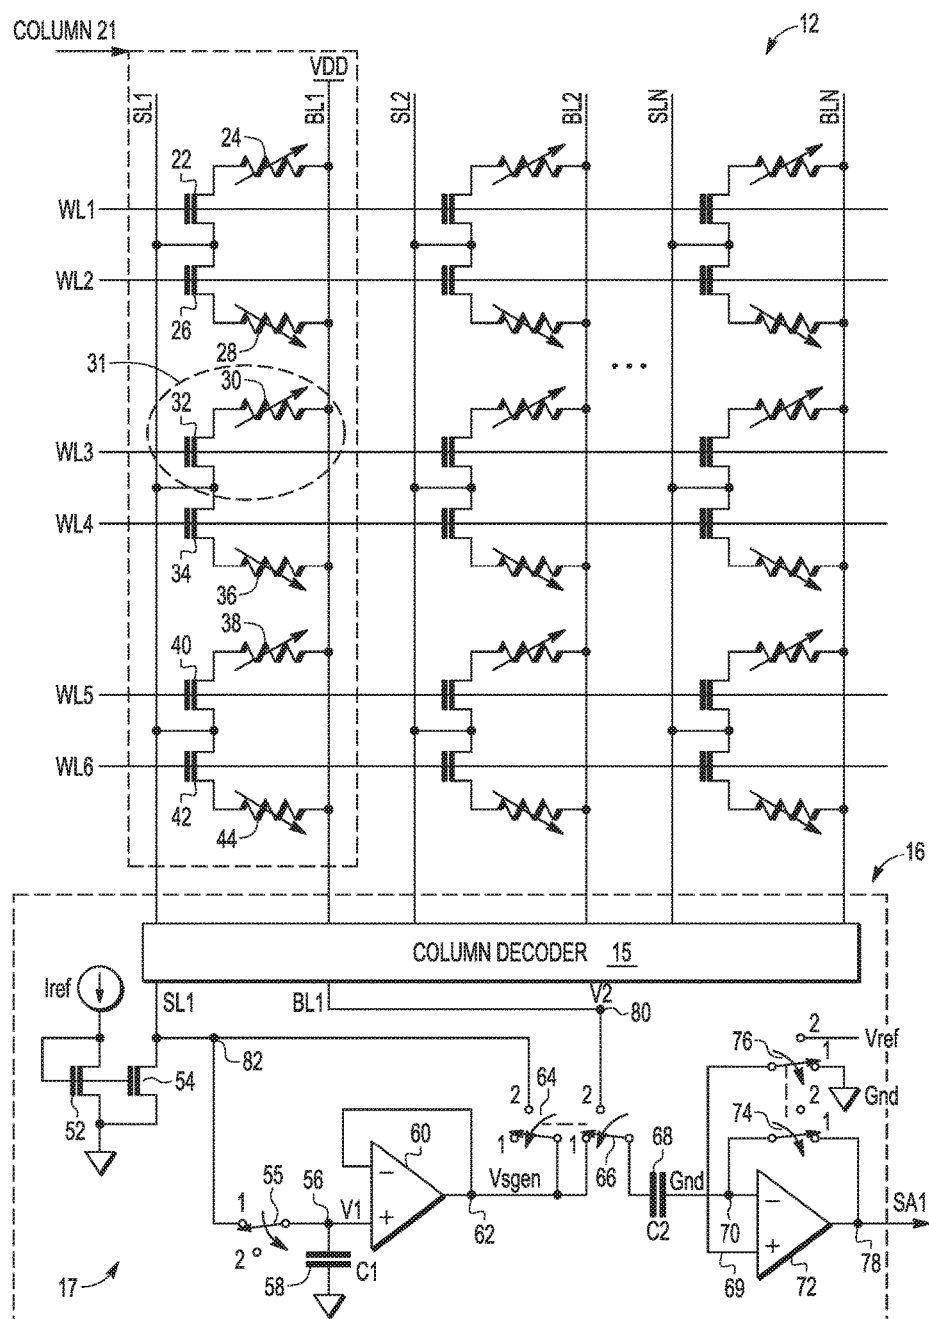 COLUMN 21
12
VDD
SL1
BL1
SL2
BL2
SLN
BLN
24
22
WL1
WL2
26
28
31
30
32
WL3
...
WL4
34
36
38
40
WL5
WL6
42
44
16
COLUMN DECODER 15
Iref
SL1
BL1
V2
80
82
54
52
2
Vref
76
1
Gnd
2
64
2
2
74
1
1
1
60
66
68
Vsgen
Gnd
55
56
V1
1
2
62
C2
70
SA1
69
72
78
58
C1
17
−
+
−
+